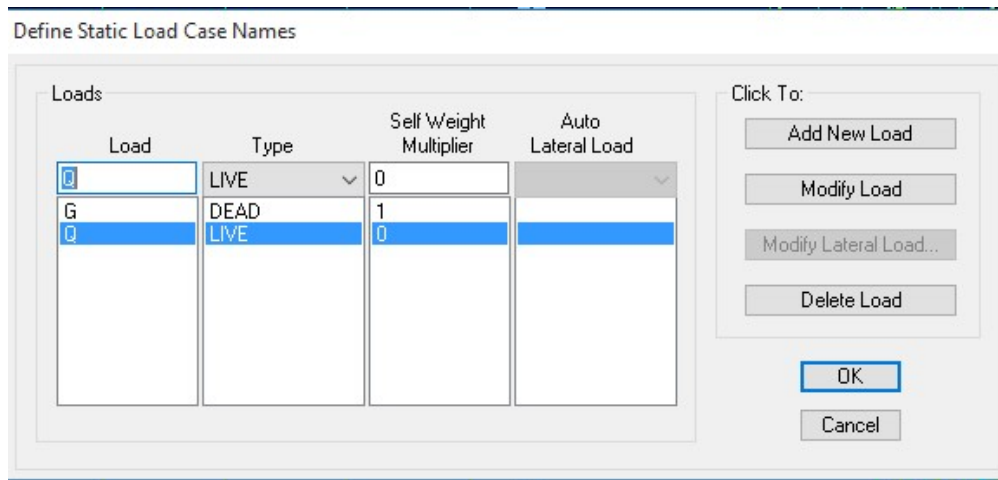 Define Static Load Case Names
Loads
Click To:
Load Type Self Weight Multiplier Auto Lateral Load
Q LIVE 0
G DEAD 1
Q LIVE 0
Add New Load
Modify Load
Modify Lateral Load...
Delete Load
OK
Cancel